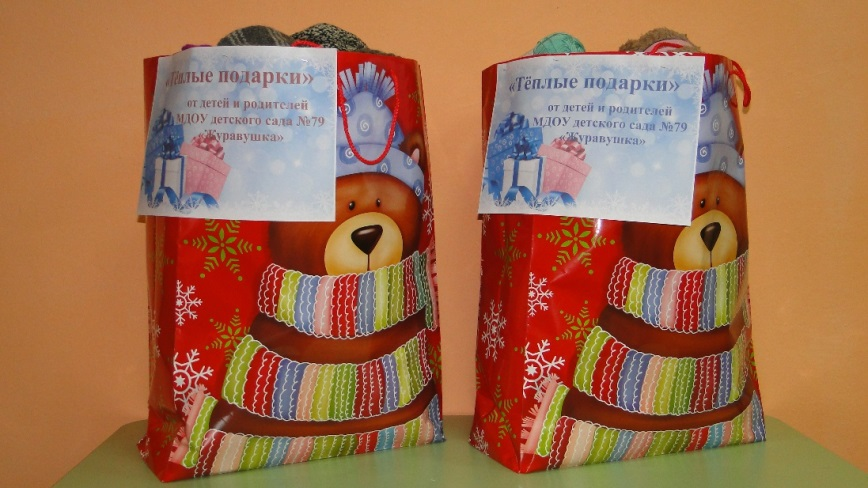 «Тёплые подарки»
от детей и родителей
МДОУ детского сада №79
«Журавушка»
«Тёплые подарки»
от детей и родителей
МДОУ детского сада №79
«Журавушка»